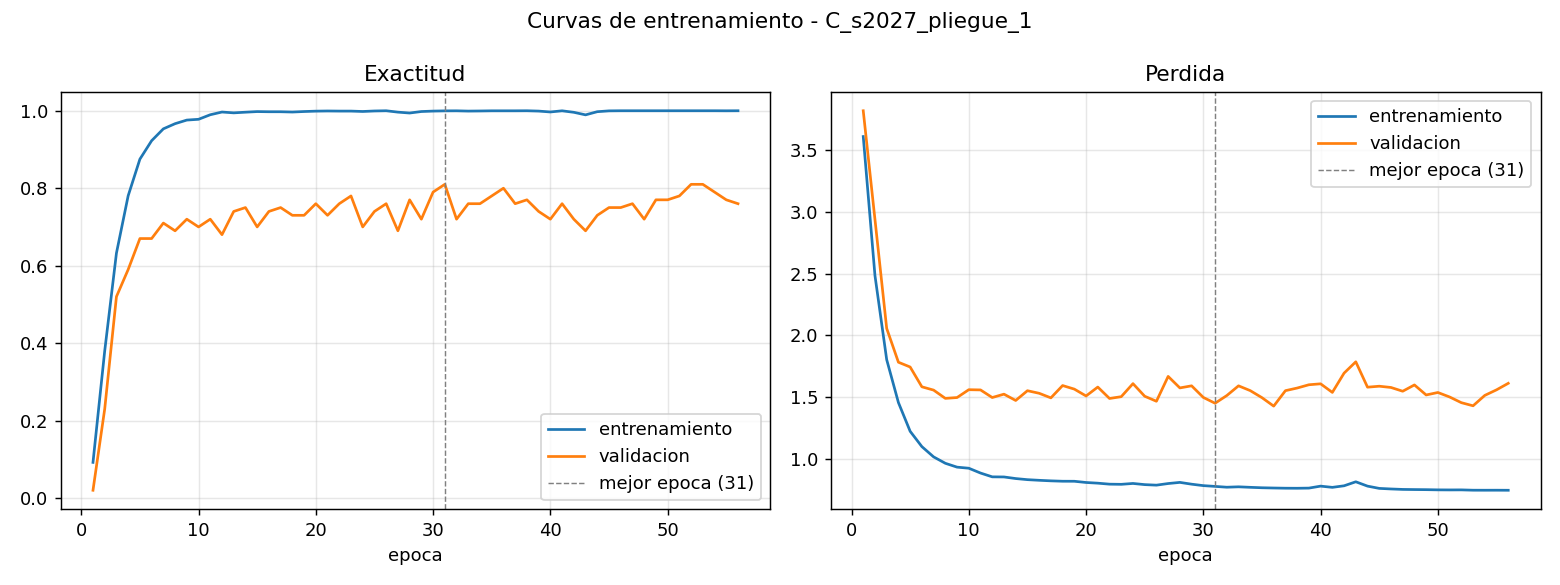 Curvas de entrenamiento - C_s2027_pliegue_1
Exactitud
1.0
0.8
0.6
0.4
0.2
0.0
0 10 20 30 40 50
epoca
entrenamiento
validacion
mejor epoca (31)
Perdida
3.5
3.0
2.5
2.0
1.5
1.0
0 10 20 30 40 50
epoca
entrenamiento
validacion
mejor epoca (31)